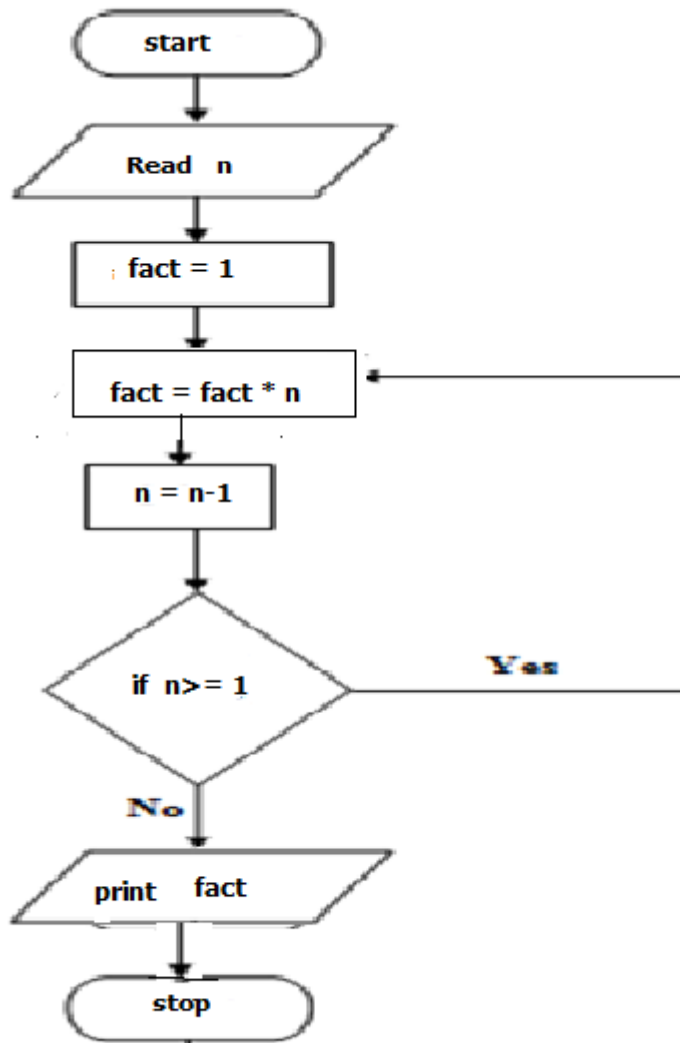 start
Read n
fact = 1
fact = fact * n
n = n-1
if n>= 1
Yes
No
print fact
stop